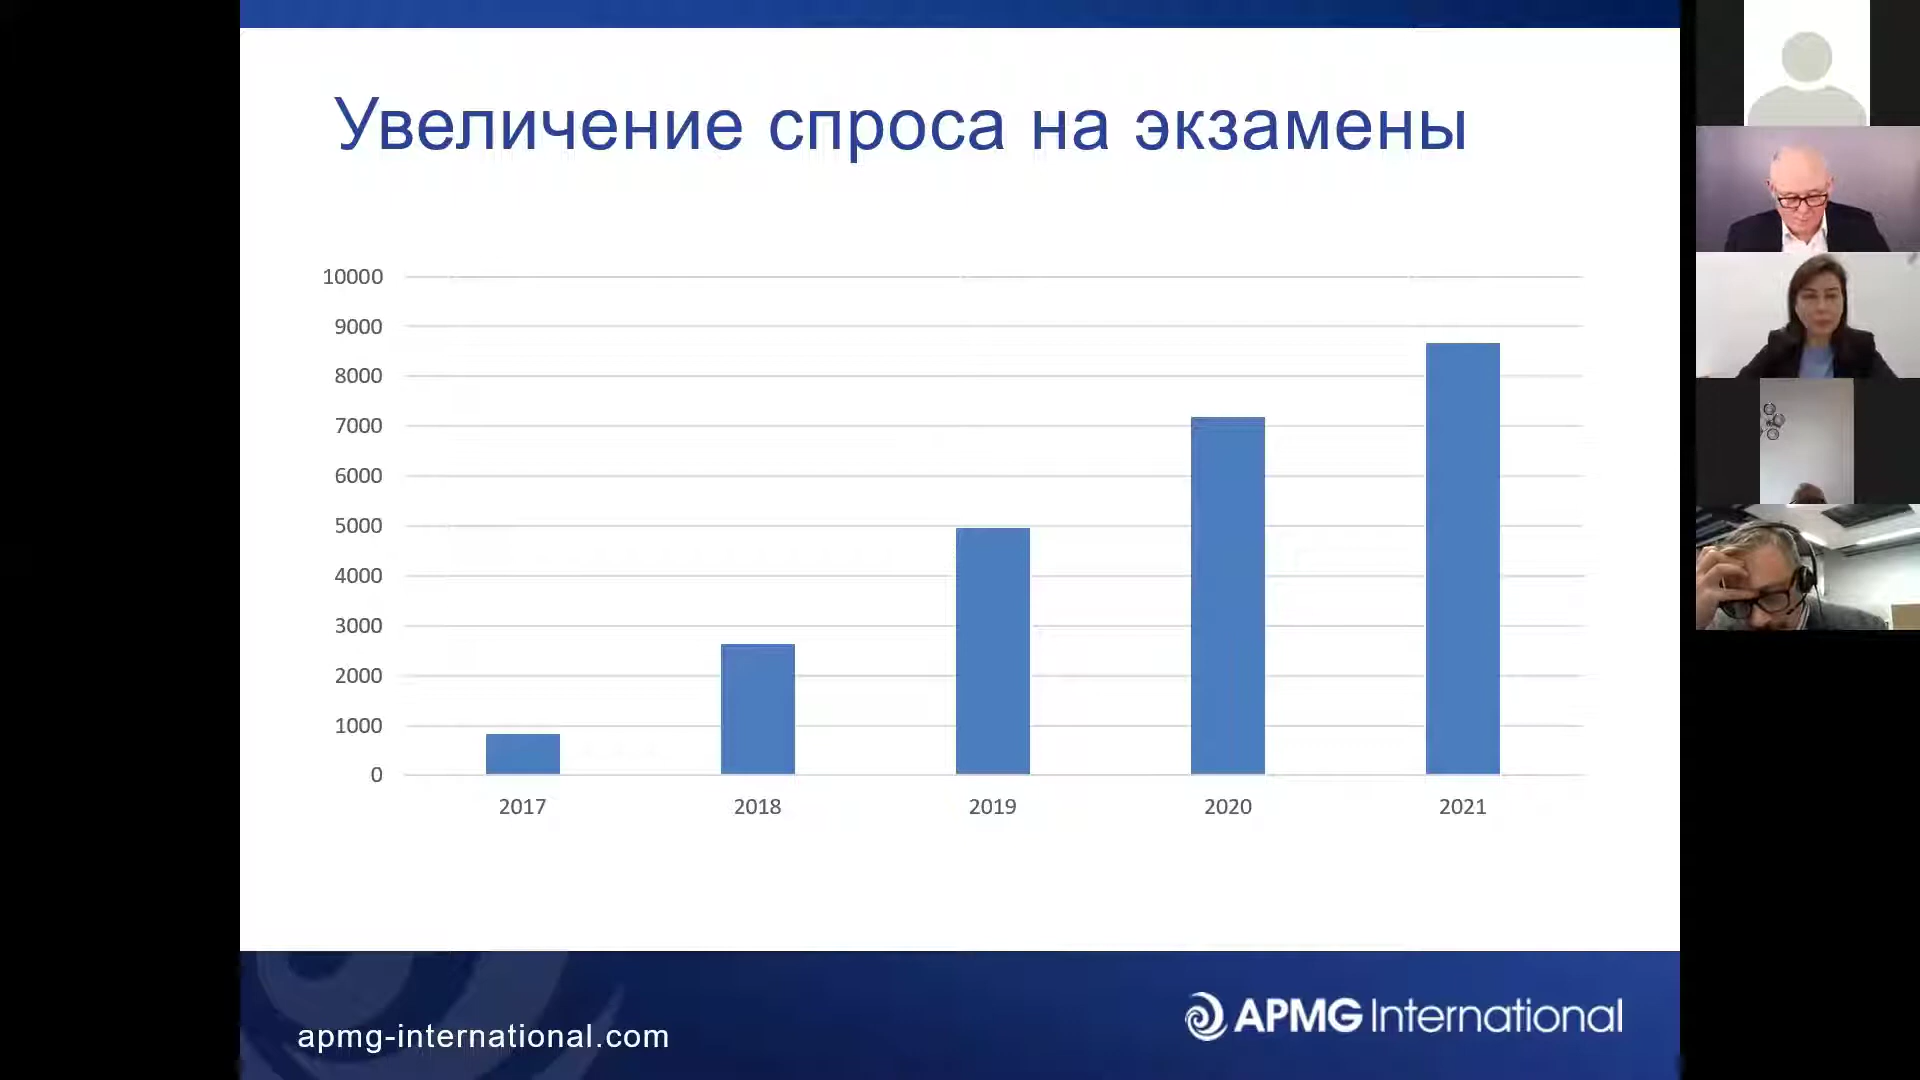 Увеличение спроса на экзамены
10000
9000
8000
7000
6000
5000
4000
3000
2000
1000
0
2017 2018 2019 2020 2021
apmg-international.com
APMG International